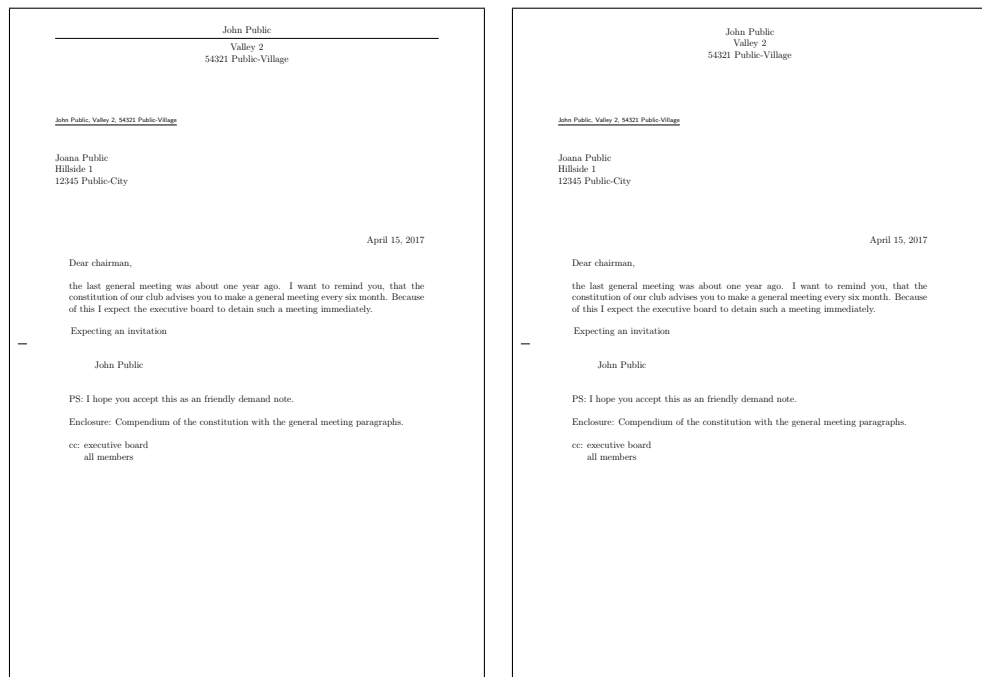 John Public
Valley 2
54321 Public-Village
John Public, Valley 2, 54321 Public-Village
Joana Public
Hillside 1
12345 Public-City
April 15, 2017
Dear chairman,
the last general meeting was about one year ago. I want to remind you, that the
constitution of our club advises you to make a general meeting every six month. Because
of this I expect the executive board to detain such a meeting immediately.
Expecting an invitation
John Public
PS: I hope you accept this as an friendly demand note.
Enclosure: Compendium of the constitution with the general meeting paragraphs.
cc: executive board
all members
John Public
Valley 2
54321 Public-Village
John Public, Valley 2, 54321 Public-Village
Joana Public
Hillside 1
12345 Public-City
April 15, 2017
Dear chairman,
the last general meeting was about one year ago. I want to remind you, that the
constitution of our club advises you to make a general meeting every six month. Because
of this I expect the executive board to detain such a meeting immediately.
Expecting an invitation
John Public
PS: I hope you accept this as an friendly demand note.
Enclosure: Compendium of the constitution with the general meeting paragraphs.
cc: executive board
all members